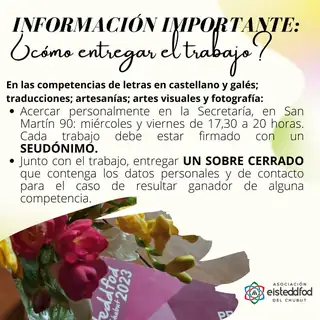 INFORMACIÓN IMPORTANTE:
¿cómo entregar el trabajo?
En las competencias de letras en castellano y galés;
traducciones; artesanías; artes visuales y fotografía:
• Acercar personalmente en la Secretaría, en San
Martín 90: miércoles y viernes de 17,30 a 20 horas.
Cada trabajo debe estar firmado con un
SEUDÓNIMO.
• Junto con el trabajo, entregar UN SOBRE CERRADO
que contenga los datos personales y de contacto
para el caso de resultar ganador de alguna
competencia.
2023
ASOCIACIÓN
eisteddfod
DEL CHUBUT